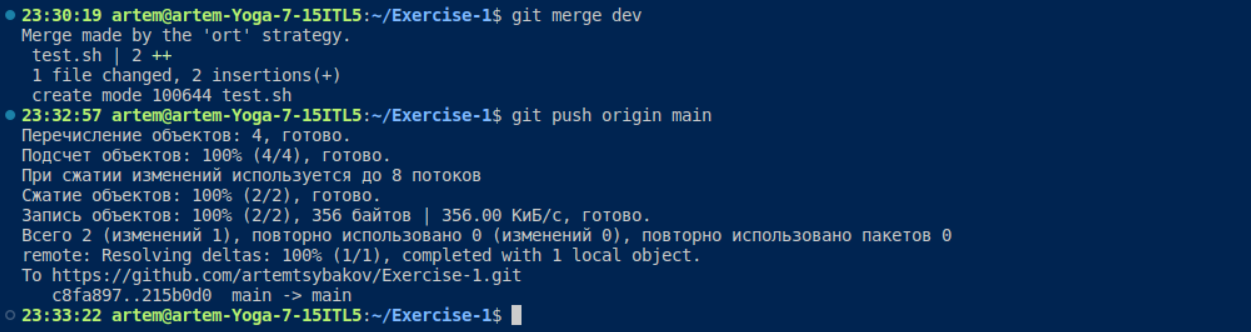 23:30:19 artem@artem-Yoga-7-15ITL5:~/Exercise-1$ git merge dev
Merge made by the 'ort' strategy.
 test.sh | 2 ++
 1 file changed, 2 insertions(+)
 create mode 100644 test.sh
23:32:57 artem@artem-Yoga-7-15ITL5:~/Exercise-1$ git push origin main
Перечисление объектов: 4, готово.
Подсчет объектов: 100% (4/4), готово.
При сжатии изменений используется до 8 потоков
Сжатие объектов: 100% (2/2), готово.
Запись объектов: 100% (2/2), 356 байтов | 356.00 КиБ/с, готово.
Всего 2 (изменений 1), повторно использовано 0 (изменений 0), повторно использовано пакетов 0
remote: Resolving deltas: 100% (1/1), completed with 1 local object.
To https://github.com/artemtsybakov/Exercise-1.git
   c8fa897..215b0d0  main -> main
23:33:22 artem@artem-Yoga-7-15ITL5:~/Exercise-1$